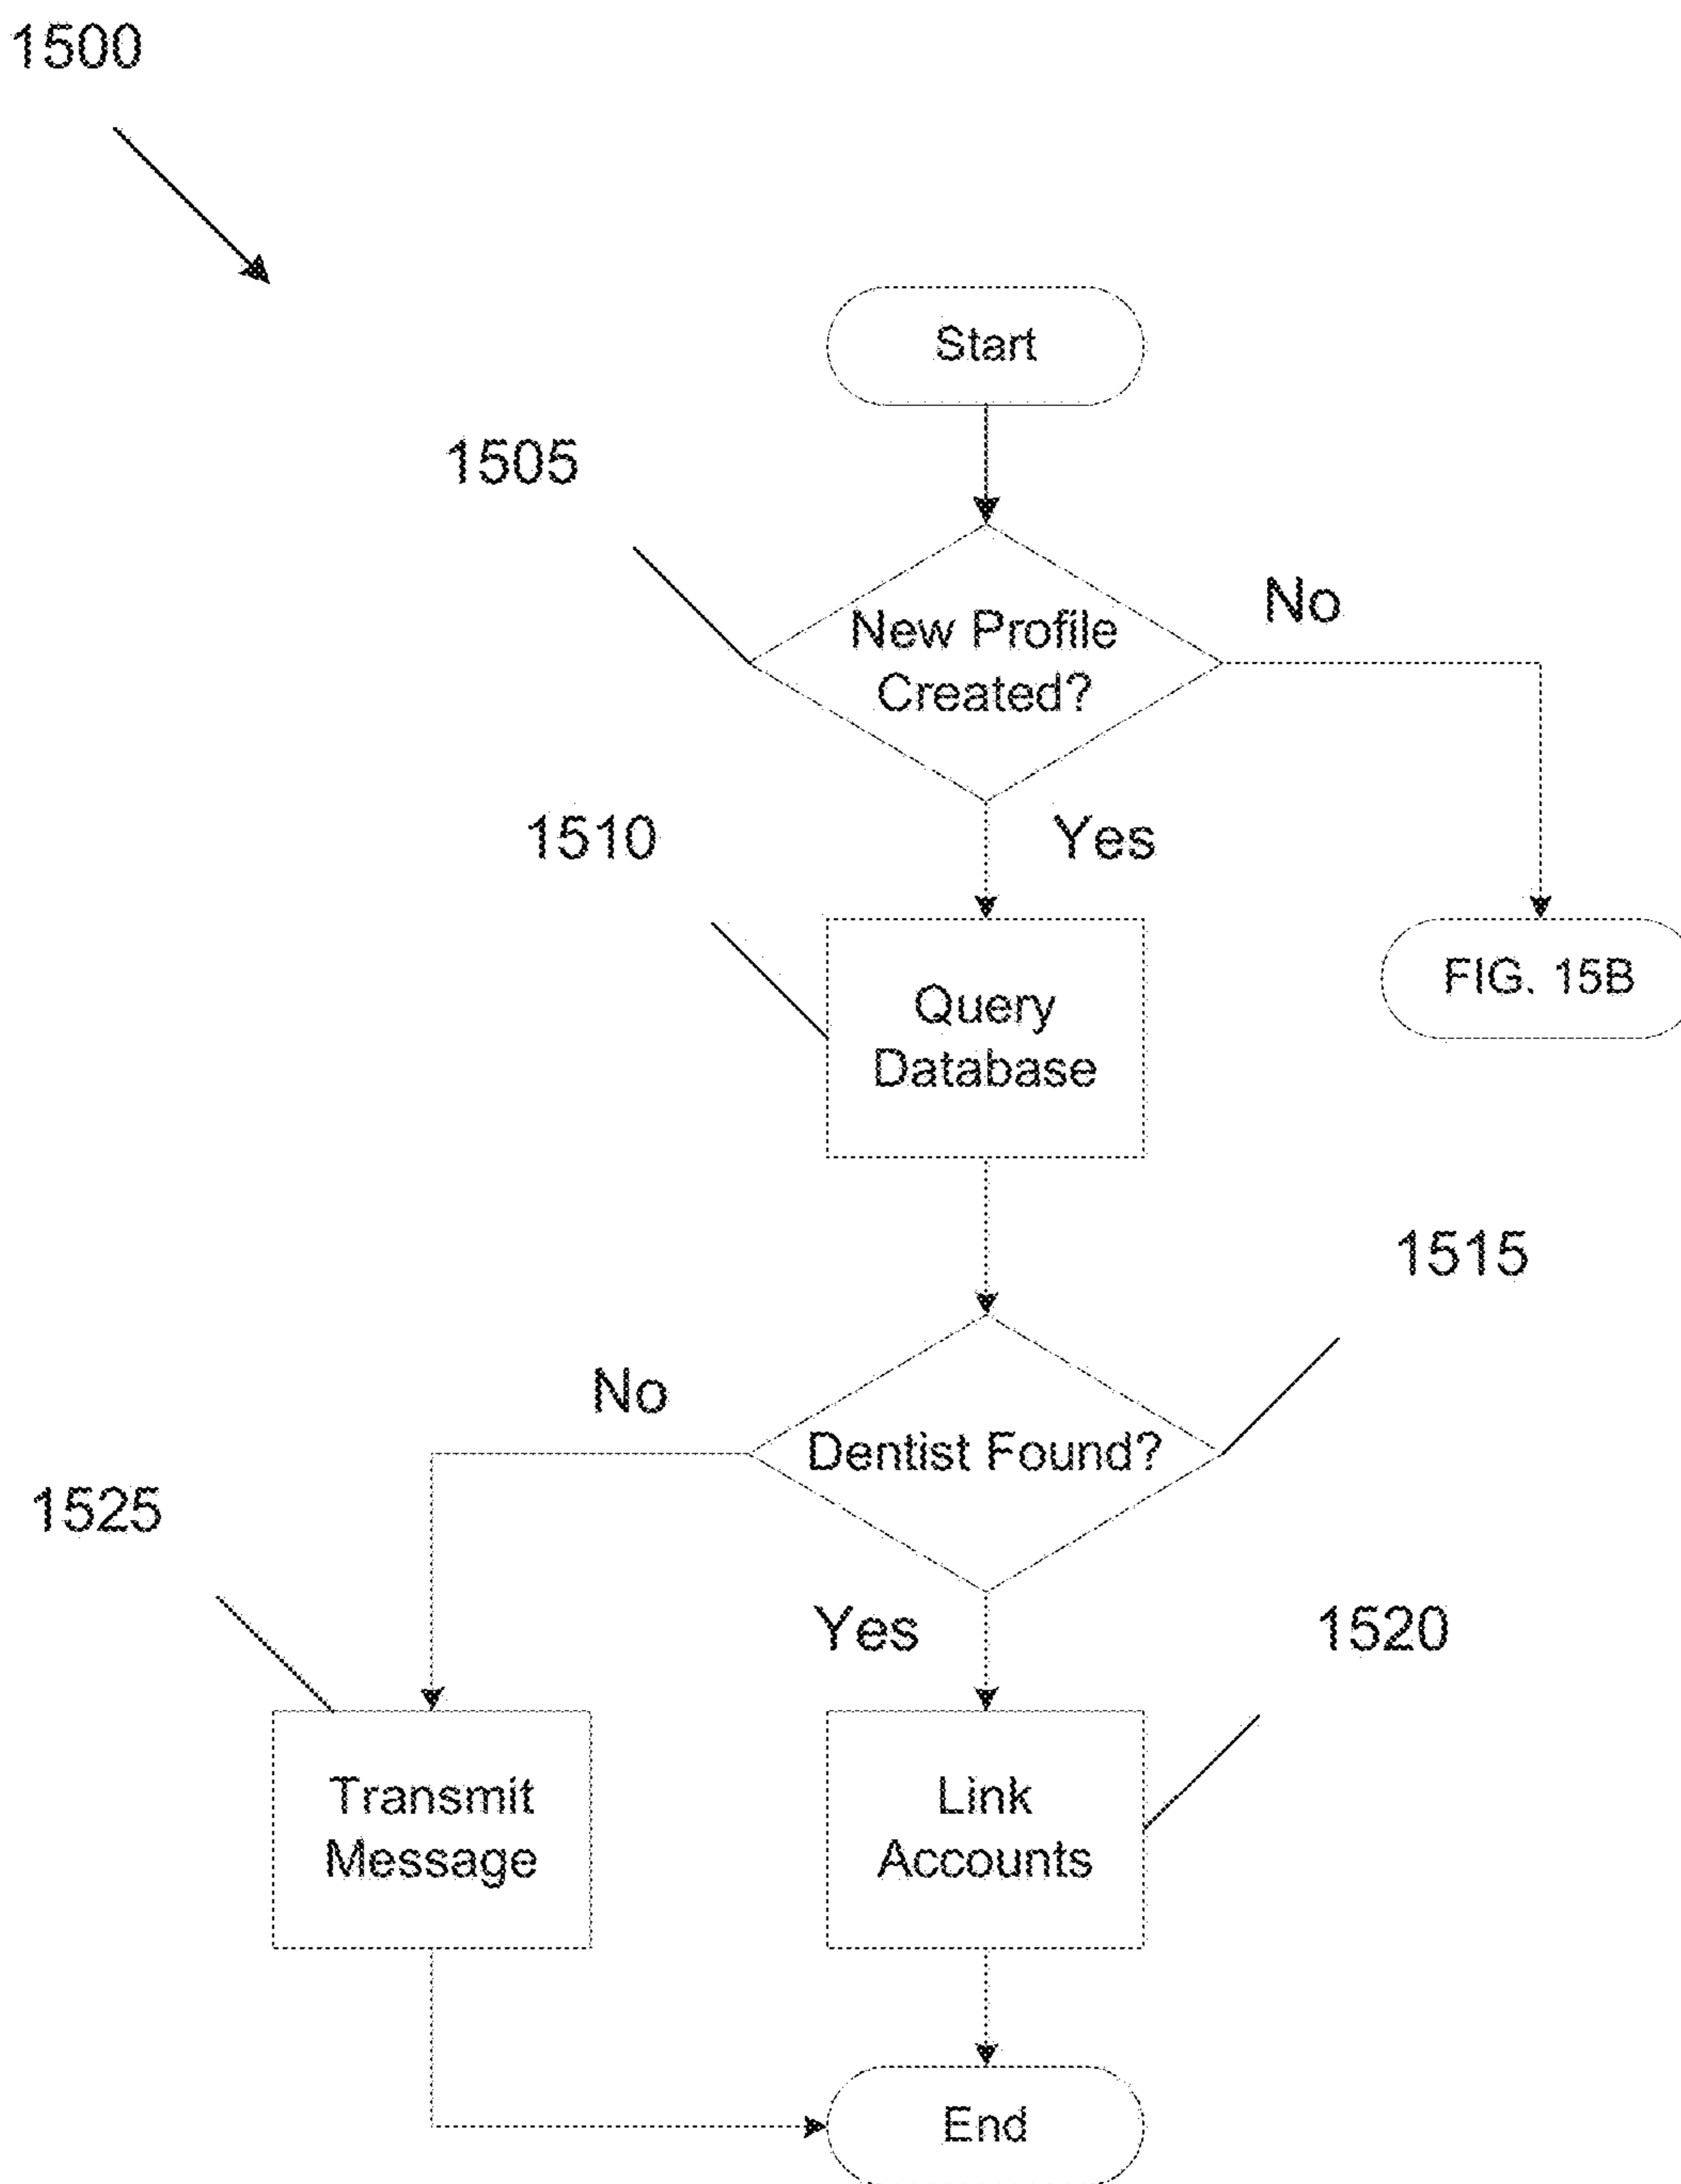 1500
Start
1505
New Profile
Created?
No
1510
Yes
Query
Database
FIG. 15B
1515
No
Dentist Found?
1525
Yes
1520
Transmit
Message
Link
Accounts
End